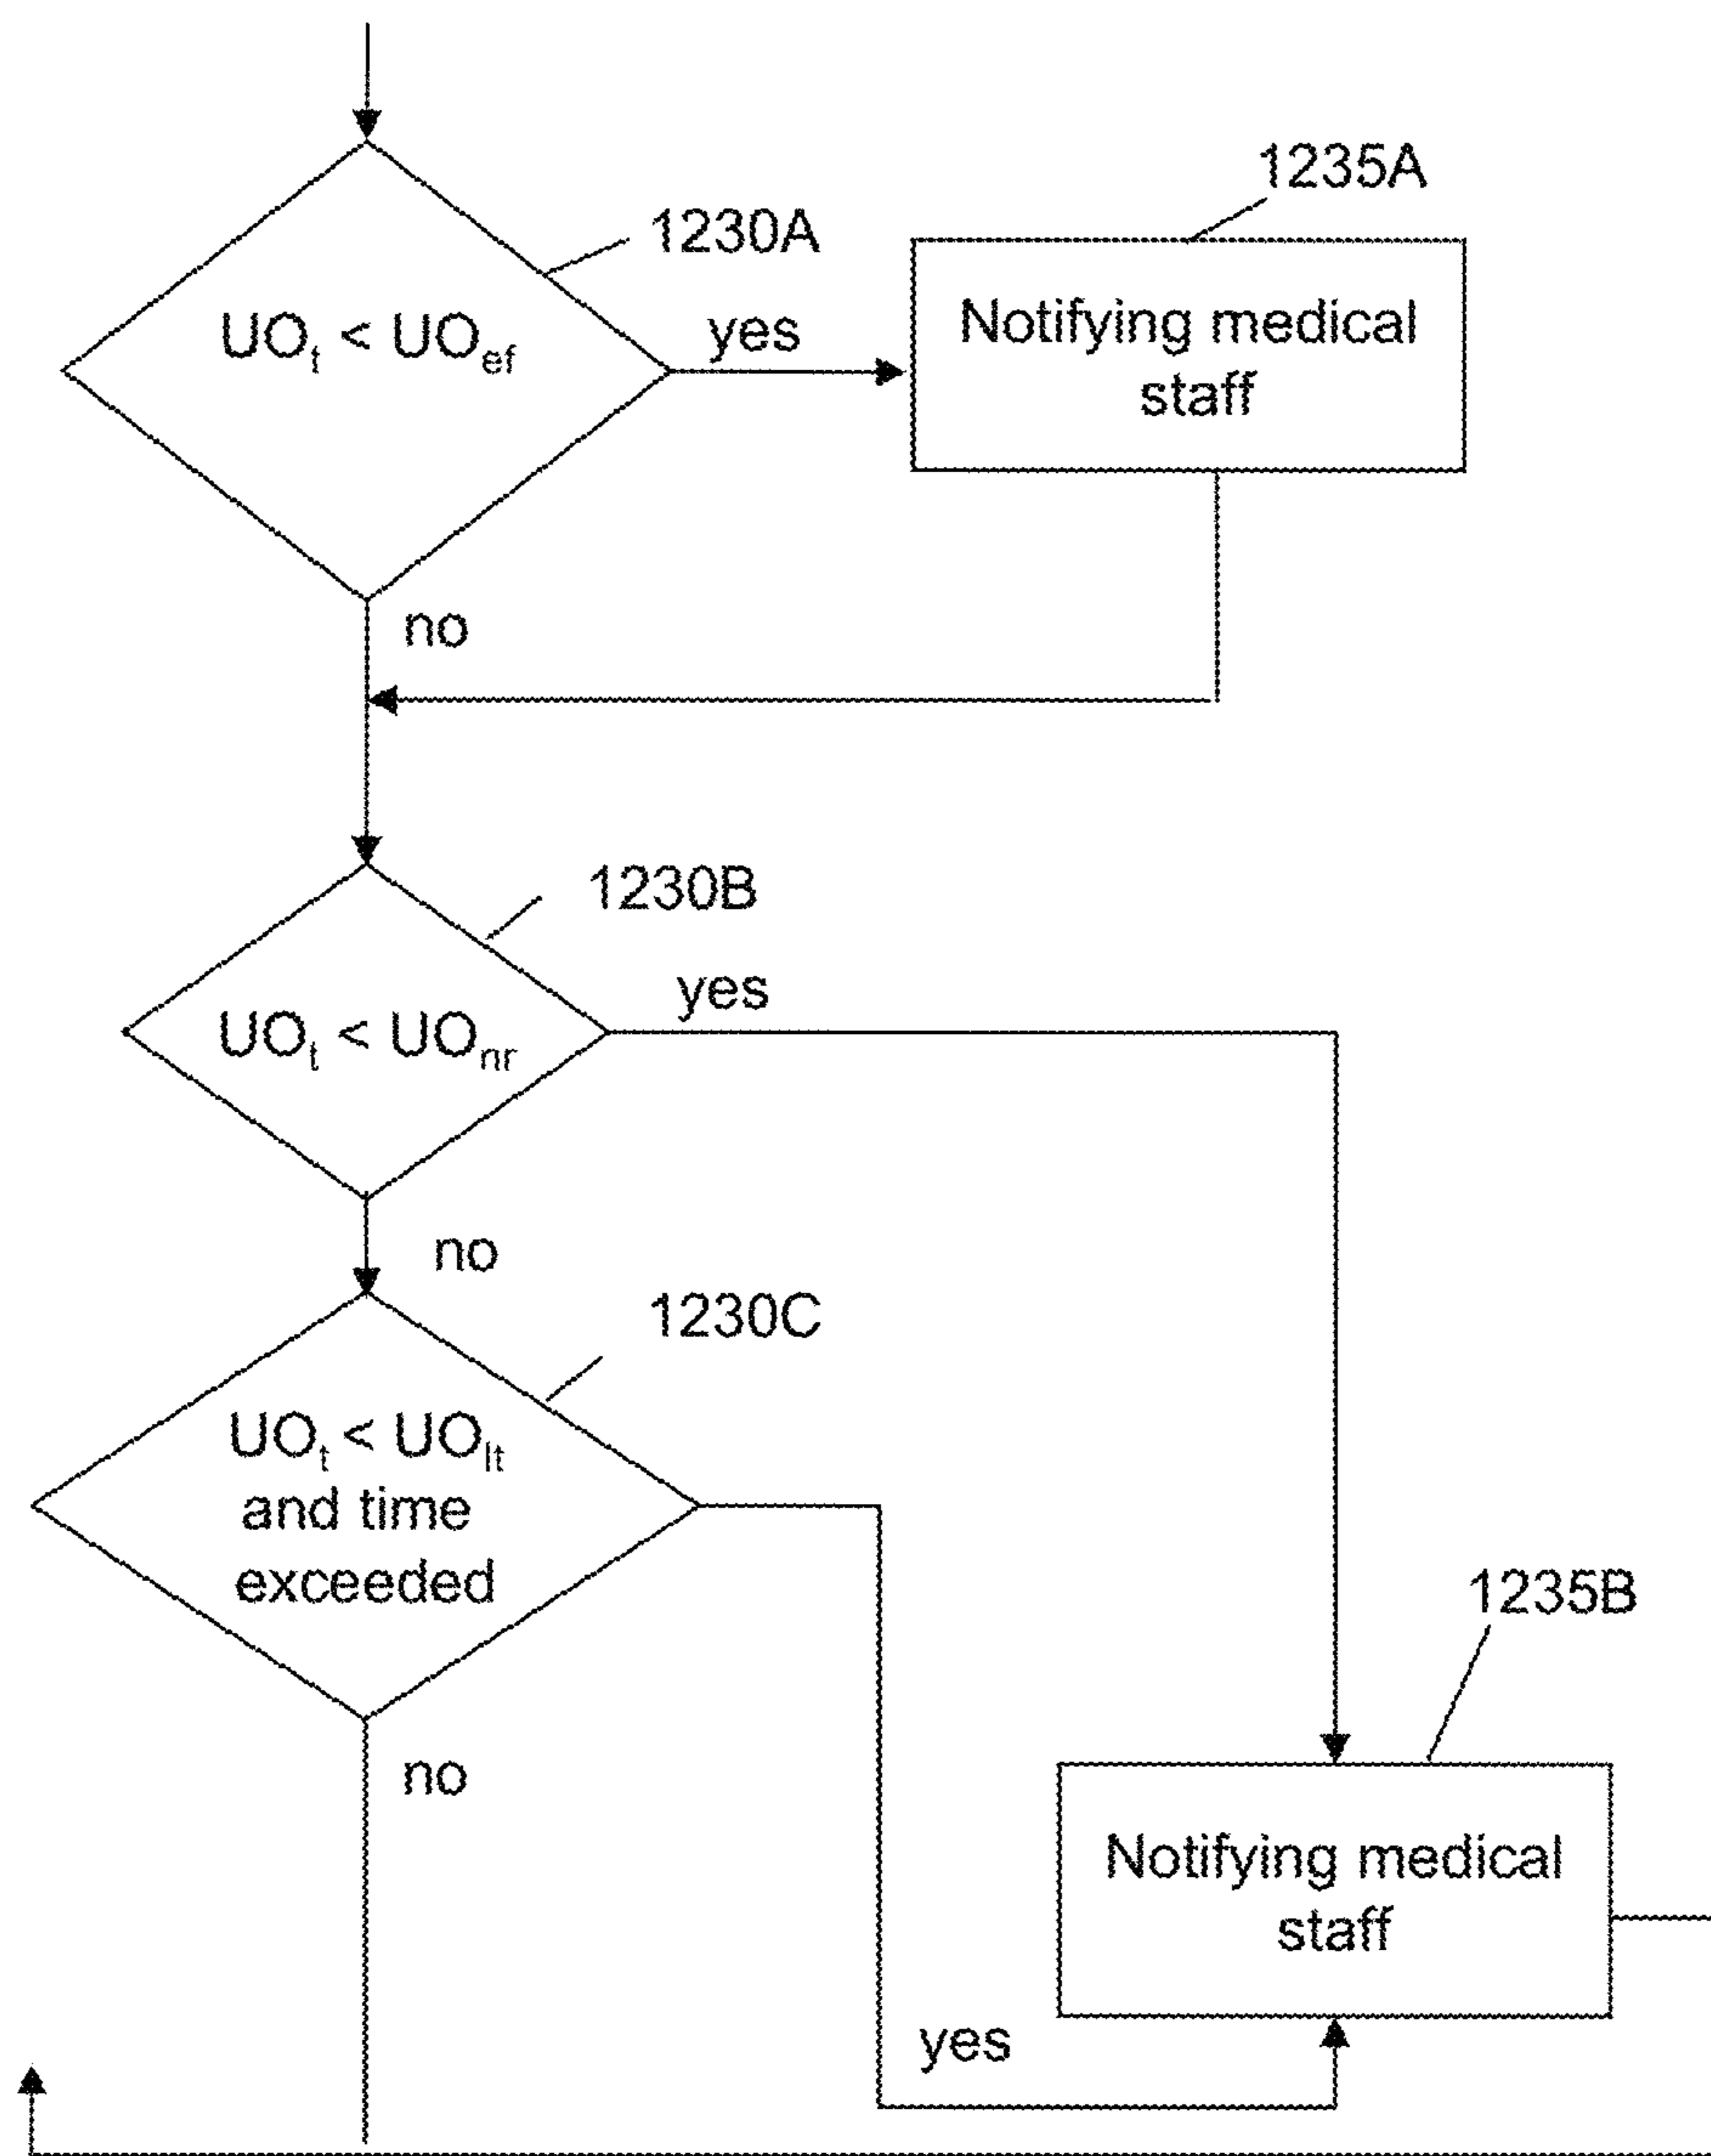 1235A
1230A
UOt < UOef
yes
Notifying medical
staff
no
1230B
yes
UOt < UOnr
no
1230C
UOt < UOlt
and time
exceeded
1235B
no
Notifying medical
staff
yes